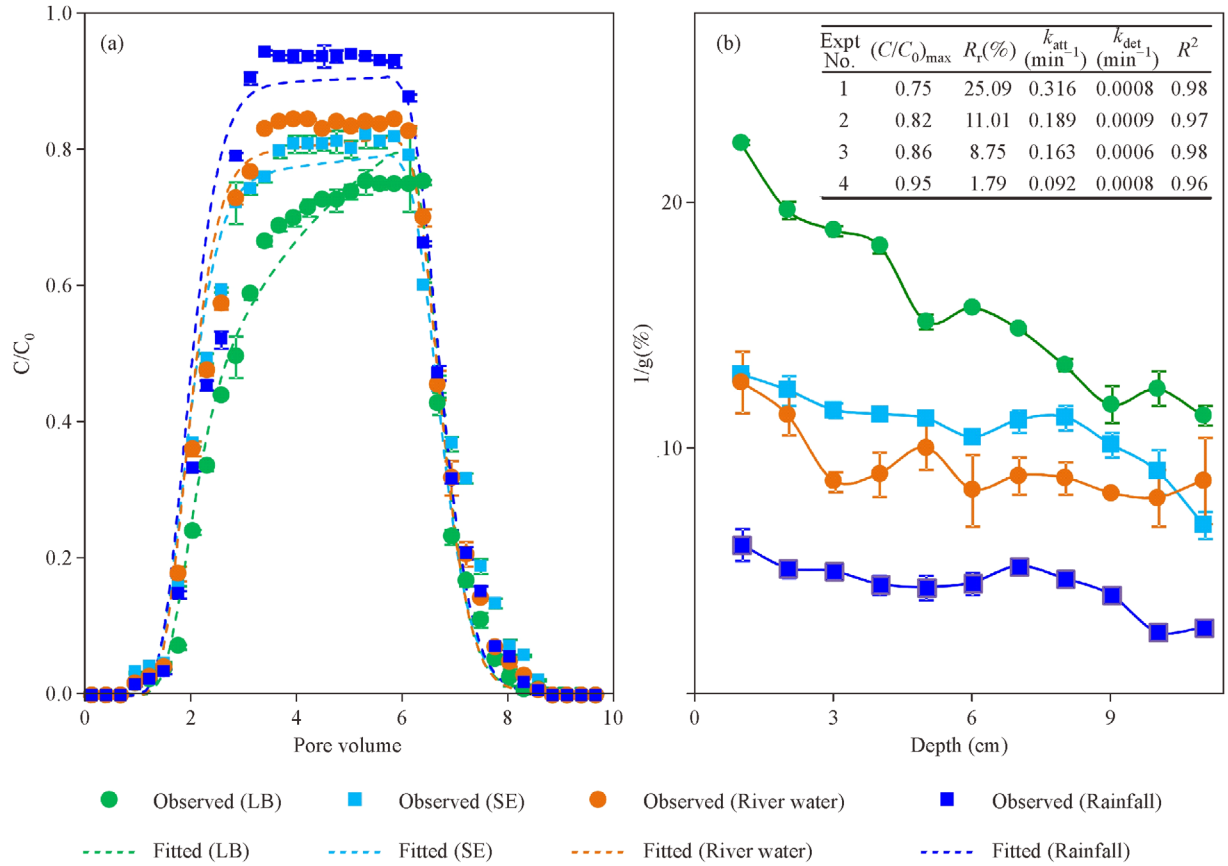 (a)
C/C0
1.0
0.8
0.6
0.4
0.2
0.0
0
2
4
6
8
10
Pore volume
(b)
Expt No. (C/C0)max Rr(%) katt (min−1) kdet (min−1) R2
1 0.75 25.09 0.316 0.0008 0.98
2 0.82 11.01 0.189 0.0009 0.97
3 0.86 8.75 0.163 0.0006 0.98
4 0.95 1.79 0.092 0.0008 0.96
1/g(%)
20
.10
0
3
6
9
Depth (cm)
Observed (LB) Observed (SE) Observed (River water) Observed (Rainfall)
Fitted (LB) Fitted (SE) Fitted (River water) Fitted (Rainfall)